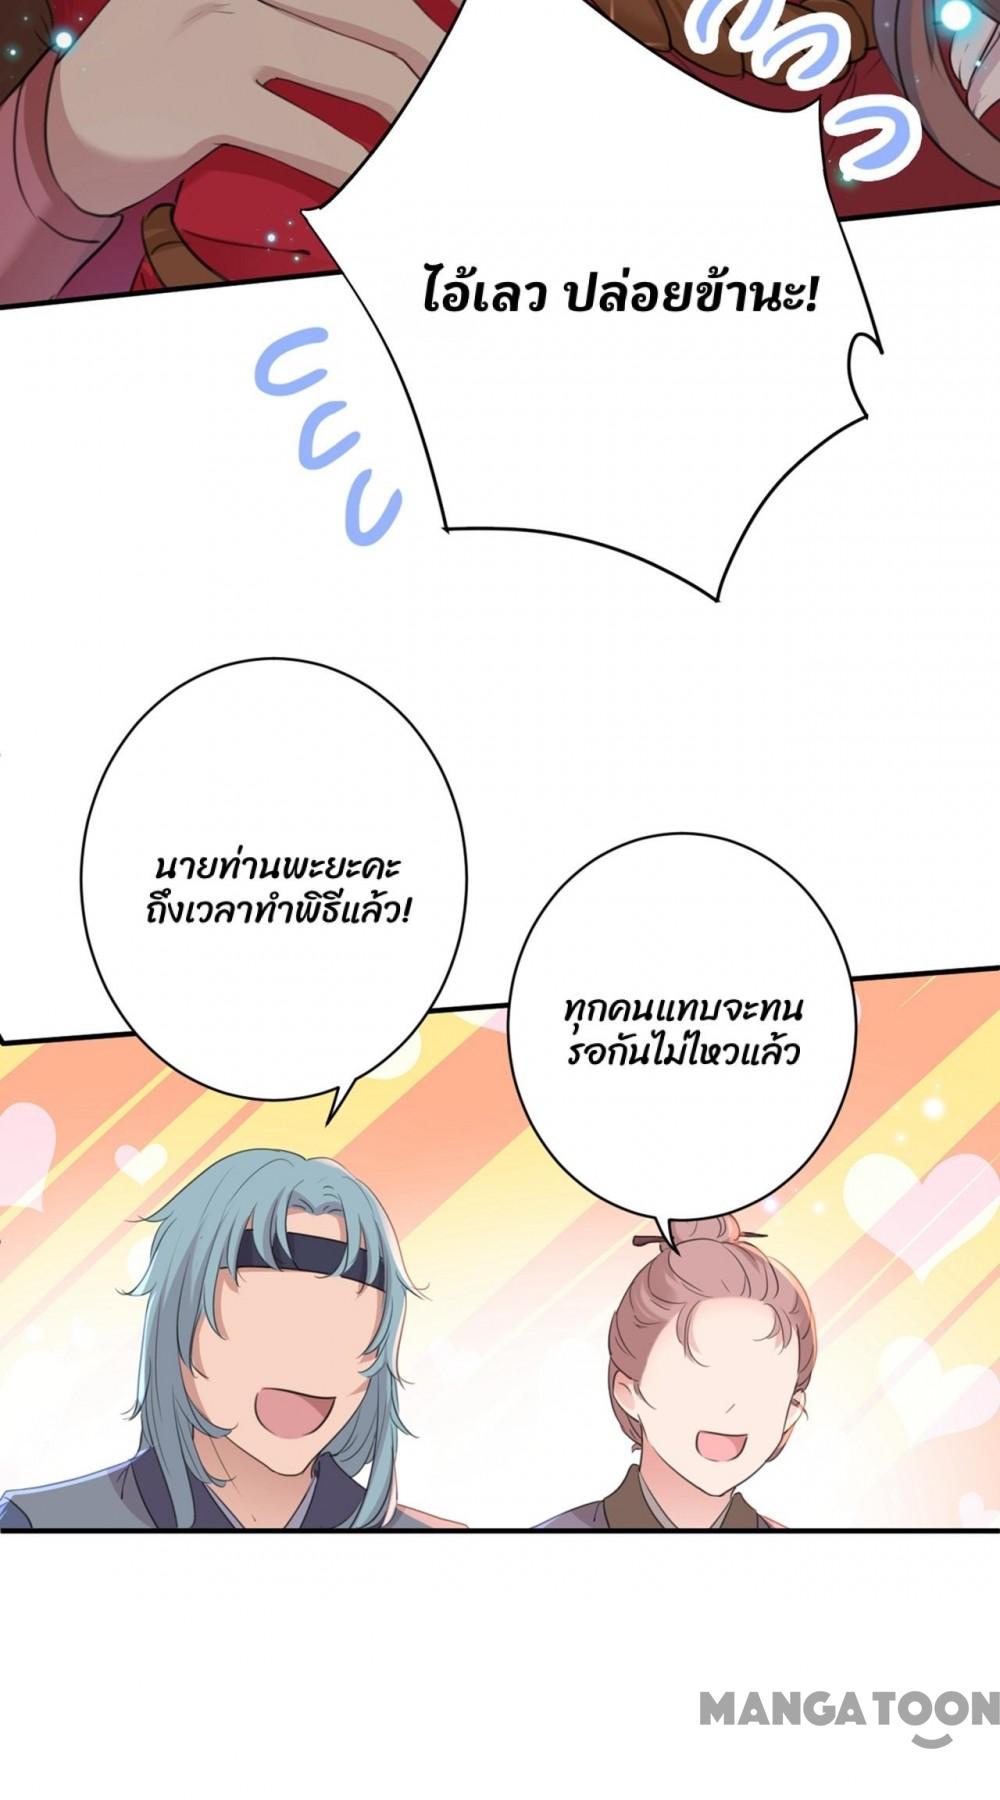 ไอ้เลว ปล่อยข้านะ!
นายท่านพะยะคะ
ถึงเวลาทำพิธีแล้ว!
ทุกคนแทบจะทน
รอกันไม่ไหวแล้ว
MANGATOON